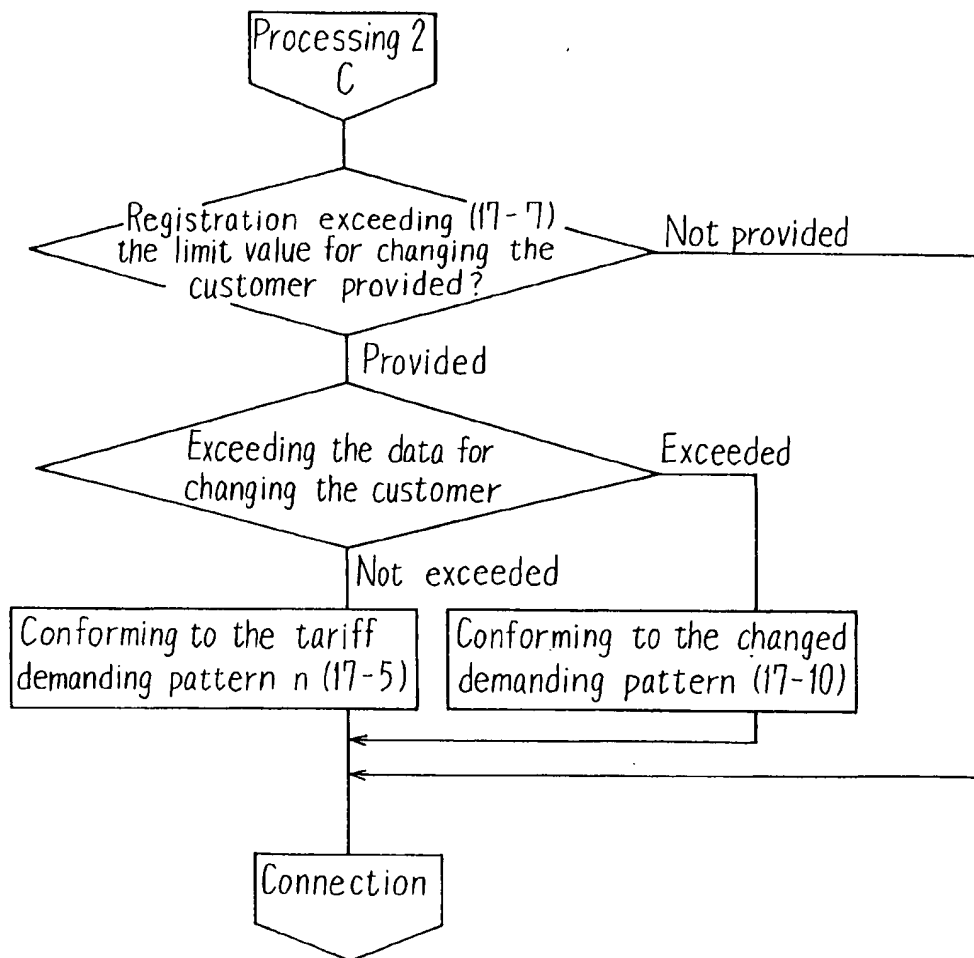 Processing 2
C
Registration exceeding (17-7)
the limit value for changing the
customer provided?
Not provided
Provided
Exceeding the data for
changing the customer
Exceeded
Not exceeded
Conforming to the tariff
demanding pattern n (17-5)
Conforming to the changed
demanding pattern (17-10)
Connection